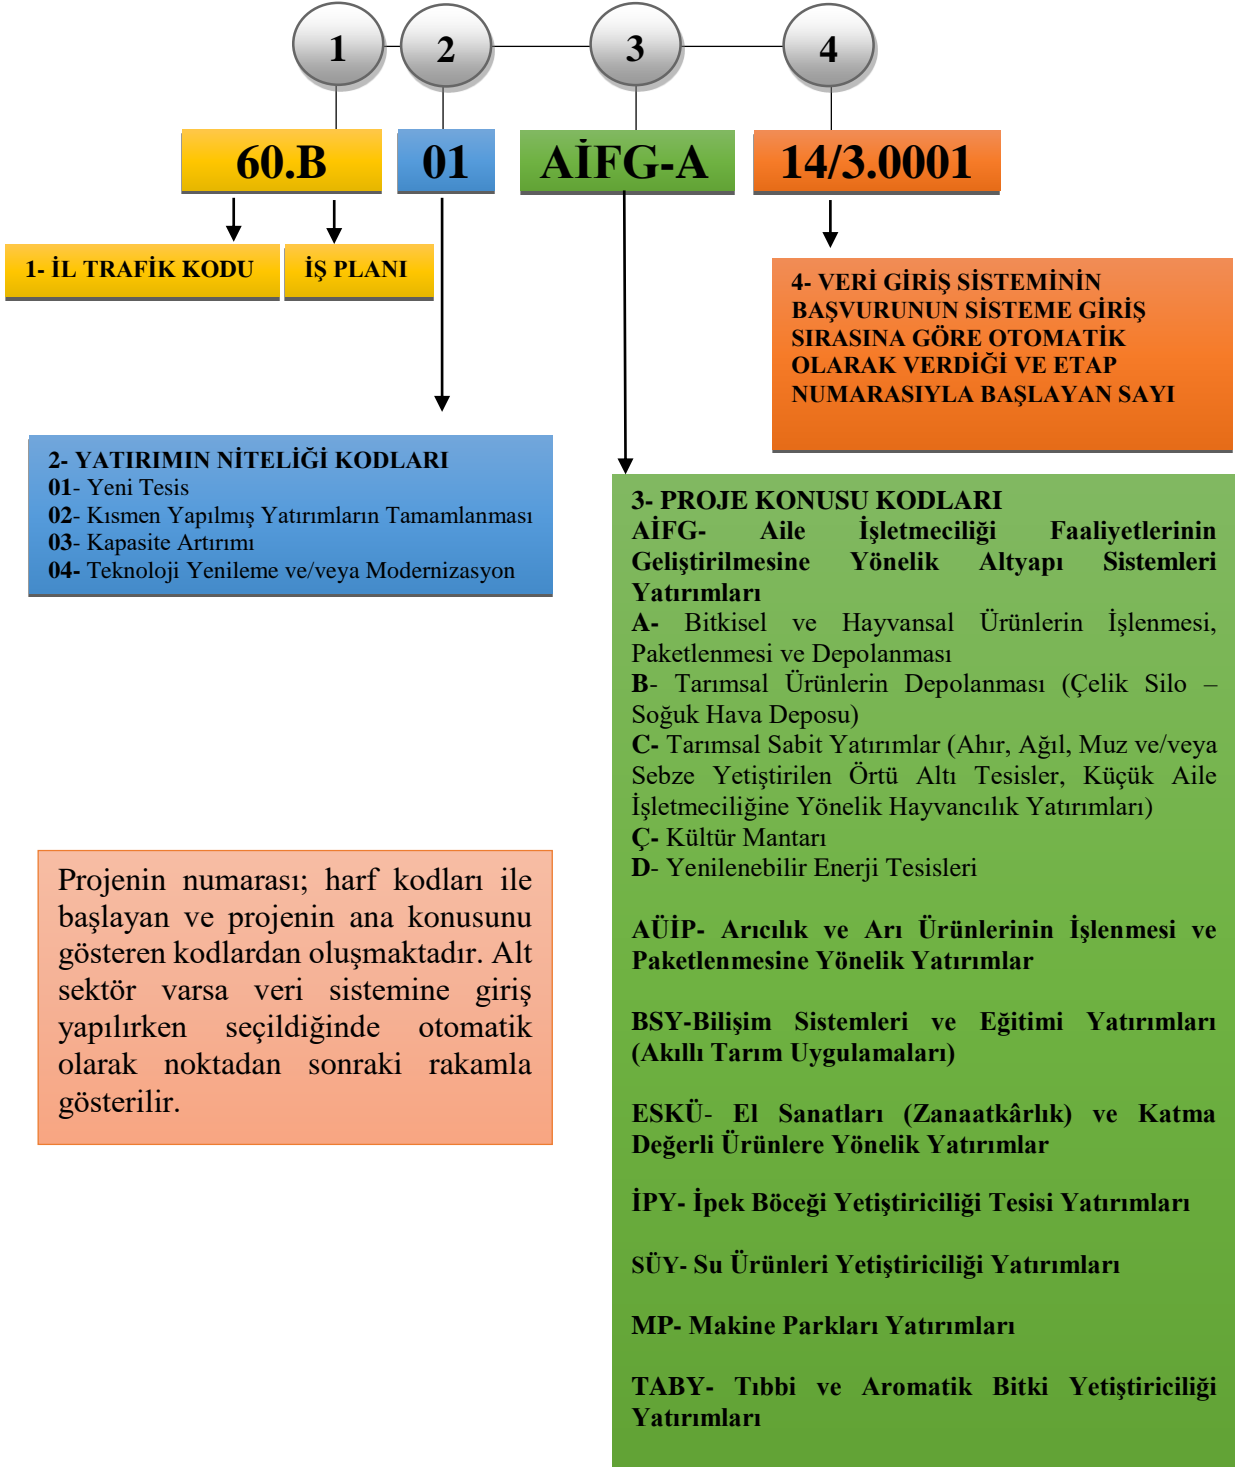 1
2
3
4
60.B
01
AİFG-A
14/3.0001
1- İL TRAFİK KODU
İŞ PLANI
4- VERİ GİRİŞ SİSTEMİNİN
BAŞVURUNUN SİSTEME GİRİŞ
SIRASINA GÖRE OTOMATİK
OLARAK VERDİĞİ VE ETAP
NUMARASIYLA BAŞLAYAN SAYI
2- YATIRIMIN NİTELİĞİ KODLARI
01- Yeni Tesis
02- Kısmen Yapılmış Yatırımların Tamamlanması
03- Kapasite Artırımı
04- Teknoloji Yenileme ve/veya Modernizasyon
3- PROJE KONUSU KODLARI
AİFG- Aile İşletmeciliği Faaliyetlerinin
Geliştirilmesine Yönelik Altyapı Sistemleri
Yatırımları
A- Bitkisel ve Hayvansal Ürünlerin İşlenmesi,
Paketlenmesi ve Depolanması
B- Tarımsal Ürünlerin Depolanması (Çelik Silo –
Soğuk Hava Deposu)
C- Tarımsal Sabit Yatırımlar (Ahır, Ağıl, Muz ve/veya
Sebze Yetiştirilen Örtü Altı Tesisler, Küçük Aile
İşletmeciliğine Yönelik Hayvancılık Yatırımları)
Ç- Kültür Mantarı
D- Yenilenebilir Enerji Tesisleri
AÜİP- Arıcılık ve Arı Ürünlerinin İşlenmesi ve
Paketlenmesine Yönelik Yatırımlar
BSY-Bilişim Sistemleri ve Eğitimi Yatırımları
(Akıllı Tarım Uygulamaları)
ESKÜ- El Sanatları (Zanaatkârlık) ve Katma
Değerli Ürünlere Yönelik Yatırımlar
İPY- İpek Böceği Yetiştiriciliği Tesisi Yatırımları
SÜY- Su Ürünleri Yetiştiriciliği Yatırımları
MP- Makine Parkları Yatırımları
TABY- Tıbbi ve Aromatik Bitki Yetiştiriciliği
Yatırımları
Projenin numarası; harf kodları ile
başlayan ve projenin ana konusunu
gösteren kodlardan oluşmaktadır. Alt
sektör varsa veri sistemine giriş
yapılırken seçildiğinde otomatik
olarak noktadan sonraki rakamla
gösterilir.